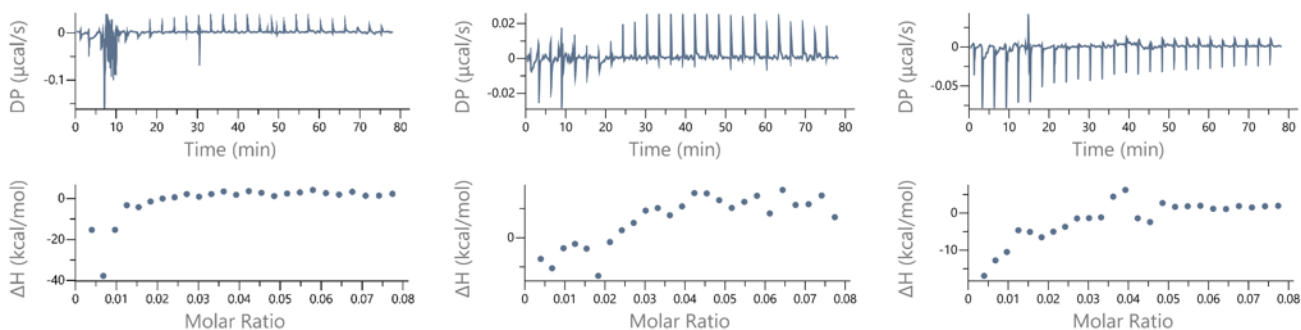 DP (μcal/s)
0
-0.1
0 10 20 30 40 50 60 70 80
Time (min)
ΔH (kcal/mol)
0
-20
-40
0 0.01 0.02 0.03 0.04 0.05 0.06 0.07 0.08
Molar Ratio
DP (μcal/s)
0.02
0
-0.02
0 10 20 30 40 50 60 70 80
Time (min)
ΔH (kcal/mol)
0
0 0.01 0.02 0.03 0.04 0.05 0.06 0.07 0.08
Molar Ratio
DP (μcal/s)
0
-0.05
0 10 20 30 40 50 60 70 80
Time (min)
ΔH (kcal/mol)
0
-10
0 0.01 0.02 0.03 0.04 0.05 0.06 0.07 0.08
Molar Ratio